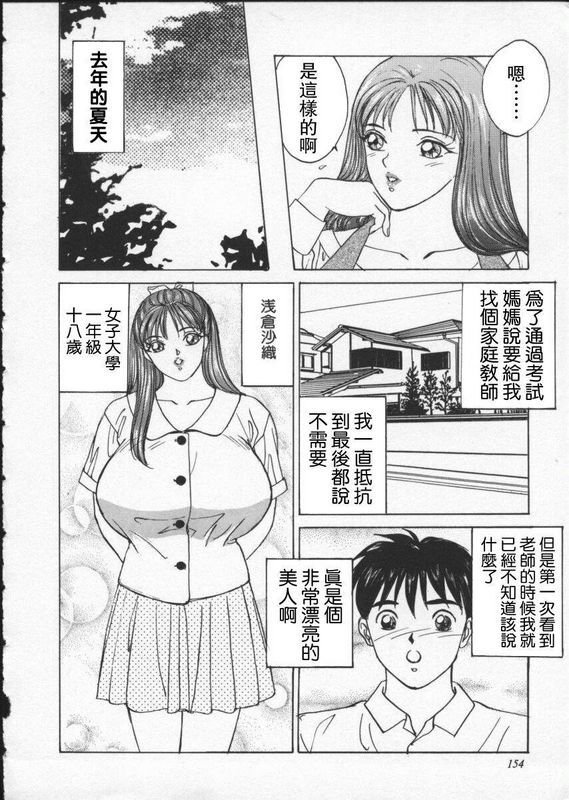 嗯……
是這樣的啊
去年的夏天
爲了通過考試
媽媽說要給我
找個家庭教師
我一直抵抗
到最後都說
不需要
浅倉沙織
女子大學
一年級
十八歲
但是第一次看到
老師的時候我就
已經不知道該說
什麼了
眞是個
非常漂亮的
美人啊
154